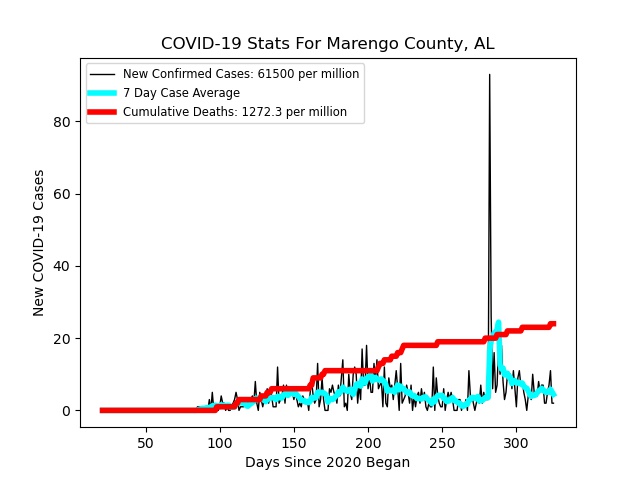 COVID-19 Stats For Marengo County, AL
New Confirmed Cases: 61500 per million
7 Day Case Average
Cumulative Deaths: 1272.3 per million
New COVID-19 Cases
80
60
40
20
0
50 100 150 200 250 300
Days Since 2020 Began